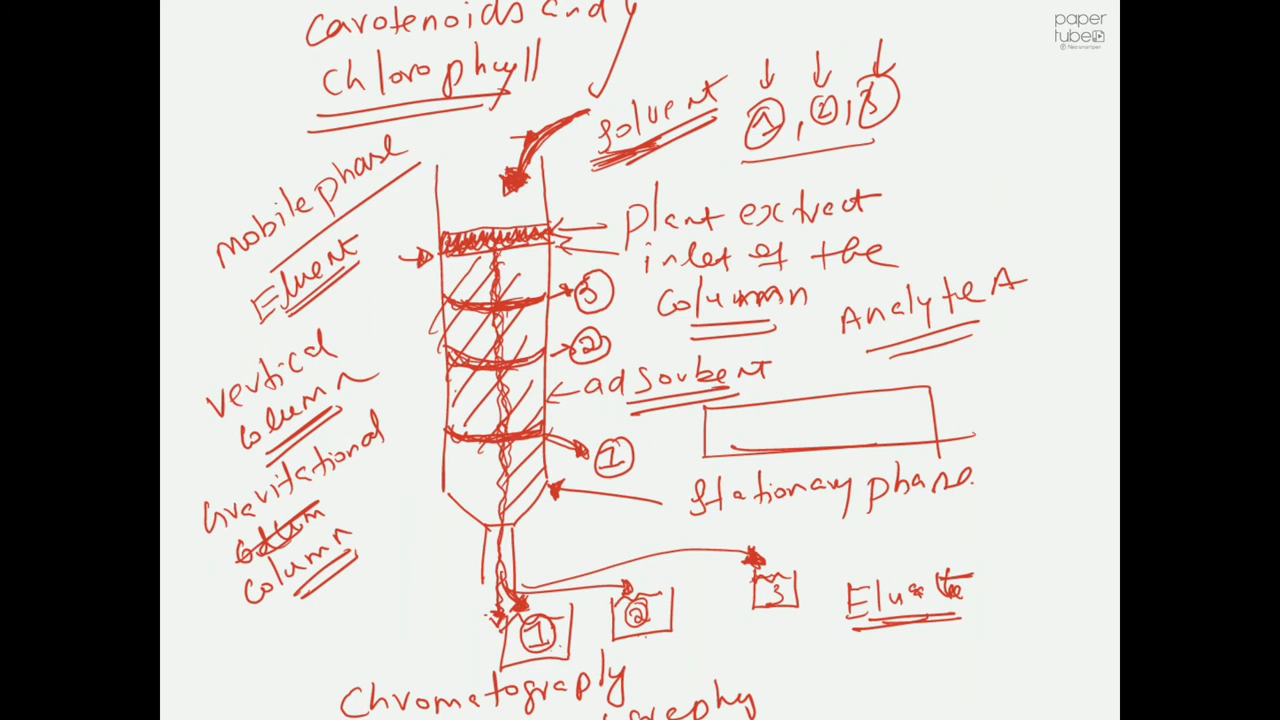 carotenoids and
chlorophyll
paper
tube
solvent
1, 2, 3
mobile phase
Eluent
Plant extract
inlet of the
Column
Analyte A
3
2
vertical
column
adsorbent
1
Gravitational
column
Stationary phase.
3
Eluate
1
2
Chromatography